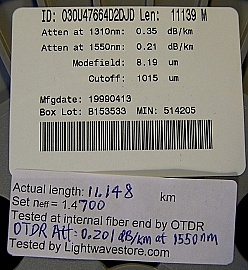 ID: 030U47664D2DJD Len: 11139 M
Atten at 1310nm: 0.35 dB/km
Atten at 1550nm: 0.21 dB/km
Modefield: 8.19 um
Cutoff: 1015 um
Mfgdate: 19990413
Box Lot: B153533 MIN: 514205
Actual length: 11.148 km
Set neff = 1.4700
Tested at internal fiber end by OTDR
OTDR Att: 0.201 dB/km at 1550nm
Tested by Lightwavestore.com